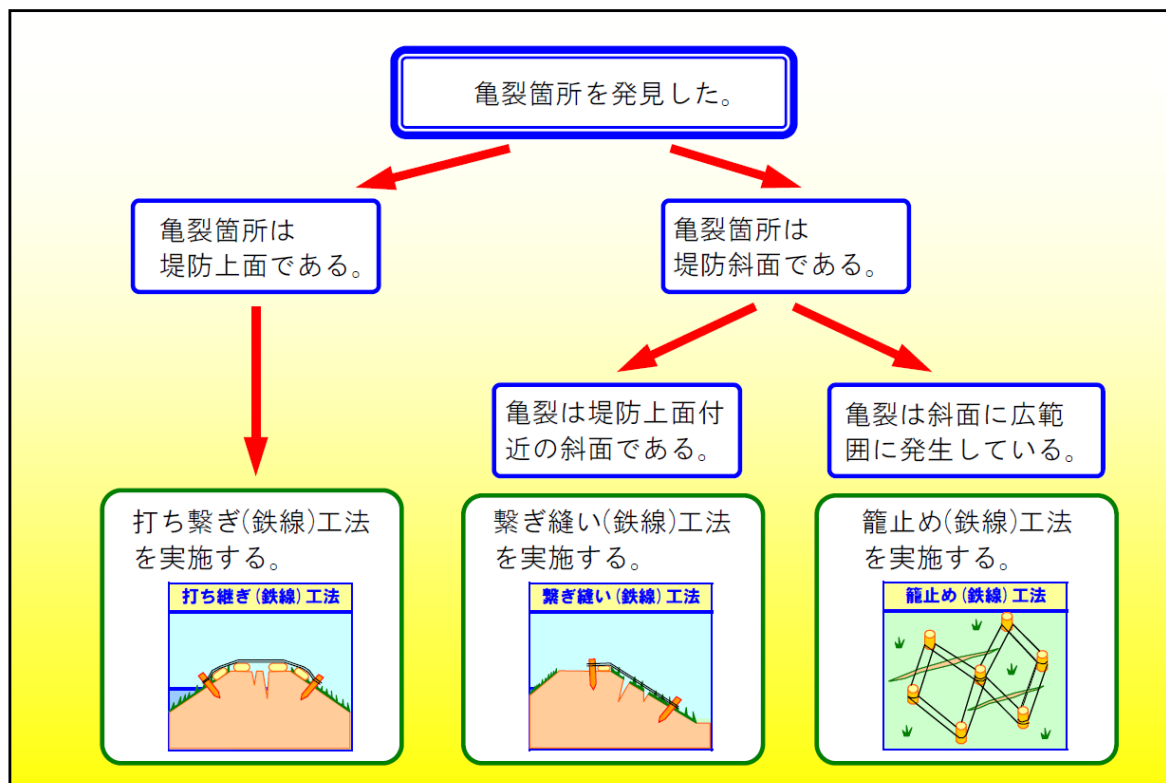 亀裂箇所を発見した。
亀裂箇所は
堤防上面である。
亀裂箇所は
堤防斜面である。
亀裂は堤防上面付
近の斜面である。
亀裂は斜面に広範
囲に発生している。
打ち繋ぎ(鉄線)工法
を実施する。
打ち継ぎ(鉄線)工法
繋ぎ縫い(鉄線)工法
を実施する。
繋ぎ縫い(鉄線)工法
籠止め(鉄線)工法
を実施する。
籠止め(鉄線)工法